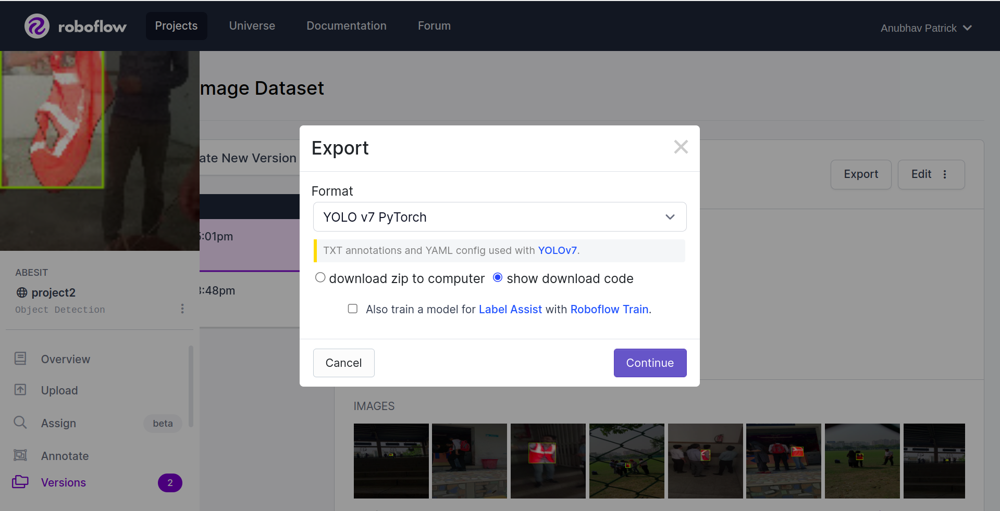 roboflow
Projects
Universe
Documentation
Forum
Anubhav Patrick
mage Dataset
ate New Version
Export
Edit
:01pm
:48pm
Export
Format
YOLO v7 PyTorch
TXT annotations and YAML config used with YOLOv7.
download zip to computer
show download code
Also train a model for Label Assist with Roboflow Train.
Cancel
Continue
ABESIT
project2
Object Detection
Overview
Upload
Assign
beta
Annotate
Versions
2
IMAGES